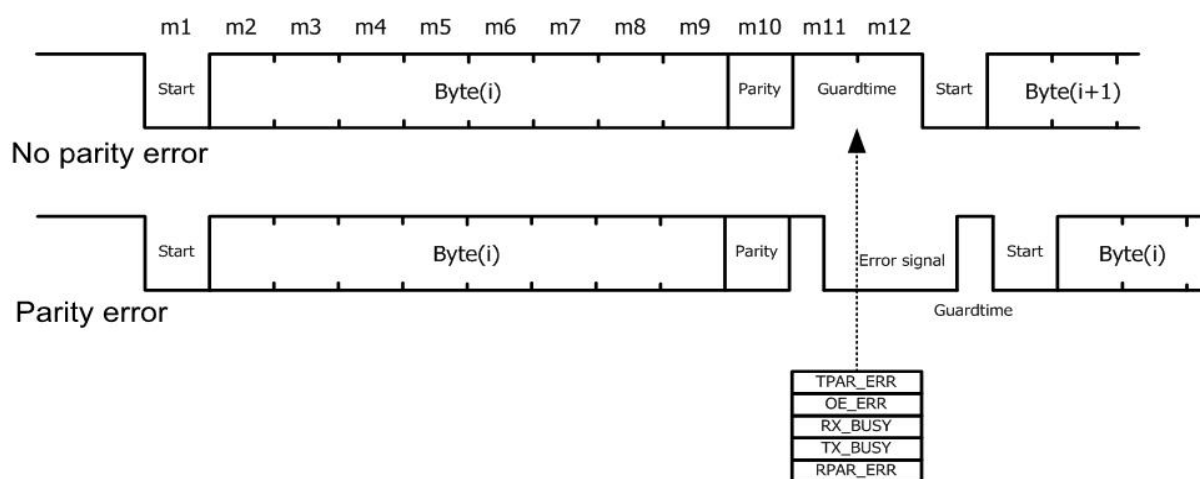 m1 m2 m3 m4 m5 m6 m7 m8 m9 m10 m11 m12
Start Byte(i) Parity Guardtime Start Byte(i+1)
No parity error
Start Byte(i) Parity Error signal Start Byte(i)
Parity error
Guardtime
TPAR_ERR
OE_ERR
RX_BUSY
TX_BUSY
RPAR_ERR